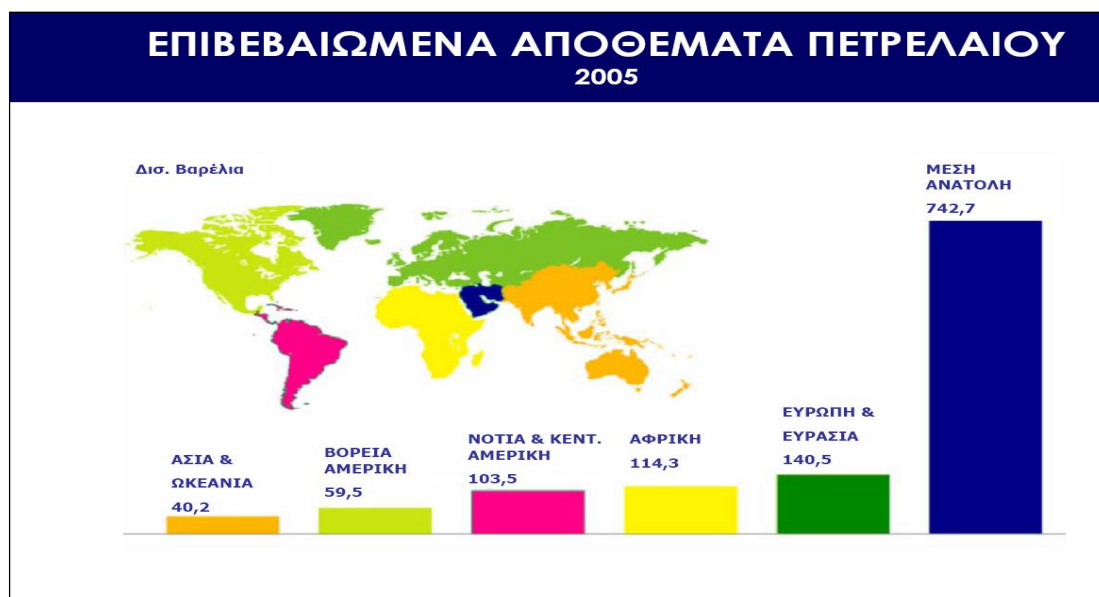 ΕΠΙΒΕΒΑΙΩΜΕΝΑ ΑΠΟΘΕΜΑΤΑ ΠΕΤΡΕΛΑΙΟΥ
2005
Δισ. Βαρέλια
ΜΕΣΗ
ΑΝΑΤΟΛΗ
742,7
ΑΣΙΑ &
ΩΚΕΑΝΙΑ
40,2
ΒΟΡΕΙΑ
ΑΜΕΡΙΚΗ
59,5
ΝΟΤΙΑ & ΚΕΝΤ.
ΑΜΕΡΙΚΗ
103,5
ΑΦΡΙΚΗ
114,3
ΕΥΡΩΠΗ &
ΕΥΡΑΣΙΑ
140,5